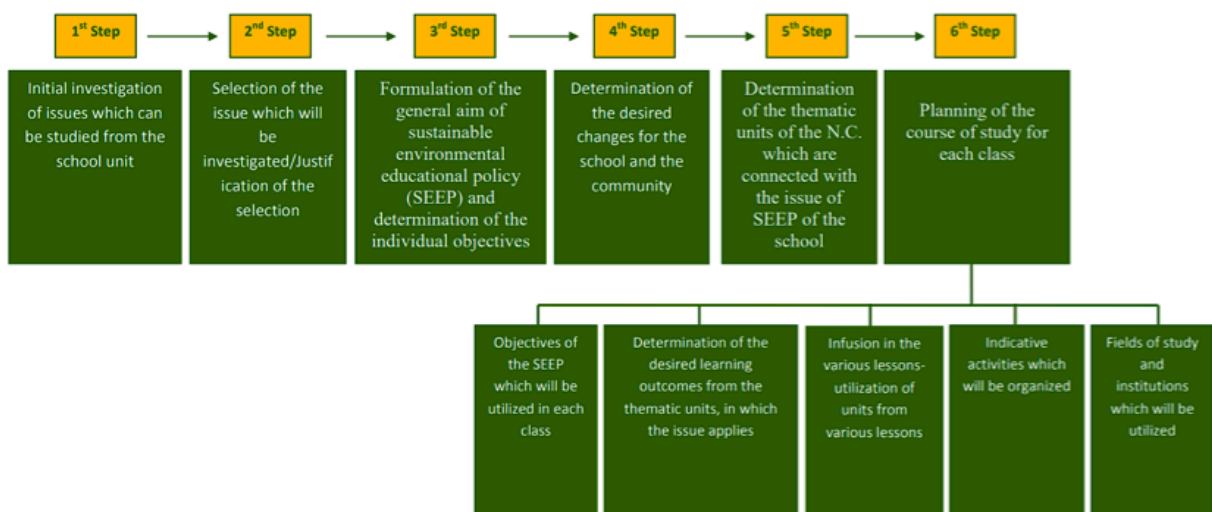 1st Step
2nd Step
3rd Step
4th Step
5th Step
6th Step
Initial investigation
of issues which can
be studied from the
school unit
Selection of the
issue which will
be
investigated/Justif
ication of the
selection
Formulation of the
general aim of
sustainable
environmental
educational policy
(SEEP) and
determination of the
individual objectives
Determination of
the desired
changes for the
school and the
community
Determination
of the thematic
units of the N.C.
which are
connected with
the issue of
SEEP of the
school
Planning of the
course of study for
each class
Objectives of
the SEEP
which will be
utilized in each
class
Determination of the
desired learning
outcomes from the
thematic units, in which
the issue applies
Infusion in the
various lessons-
utilization of
units from
various lessons
Indicative
activities which
will be organized
Fields of study
and
institutions
which will be
utilized